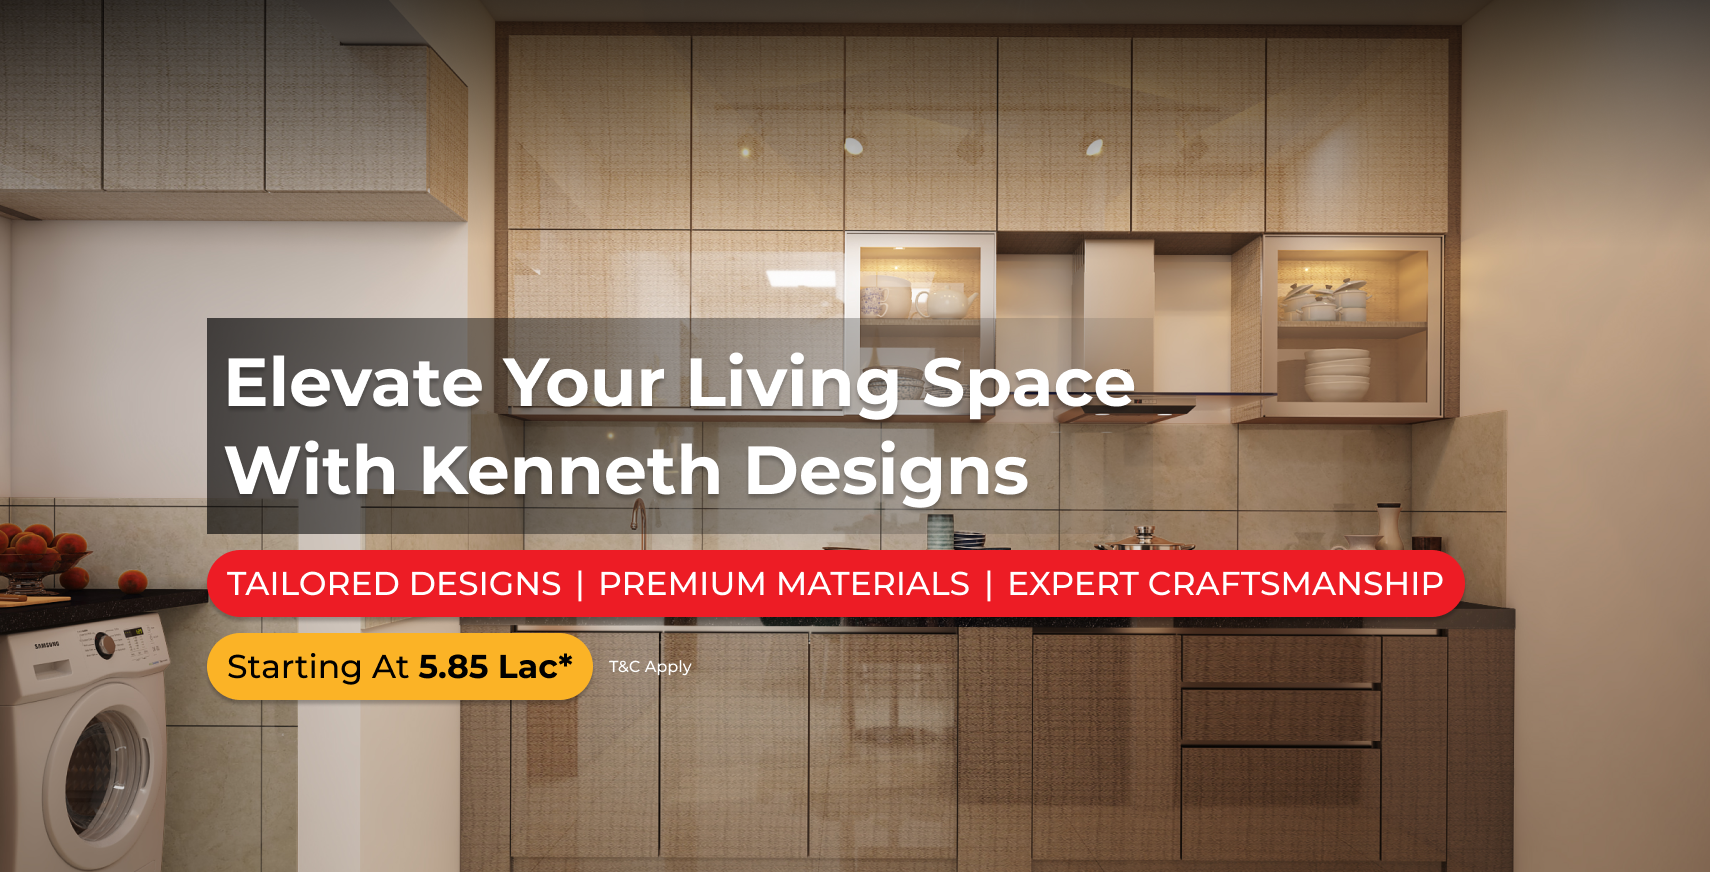 Elevate Your Living Space
With Kenneth Designs
TAILORED DESIGNS | PREMIUM MATERIALS | EXPERT CRAFTSMANSHIP
Starting At 5.85 Lac*
T&C Apply
SAMSUNG